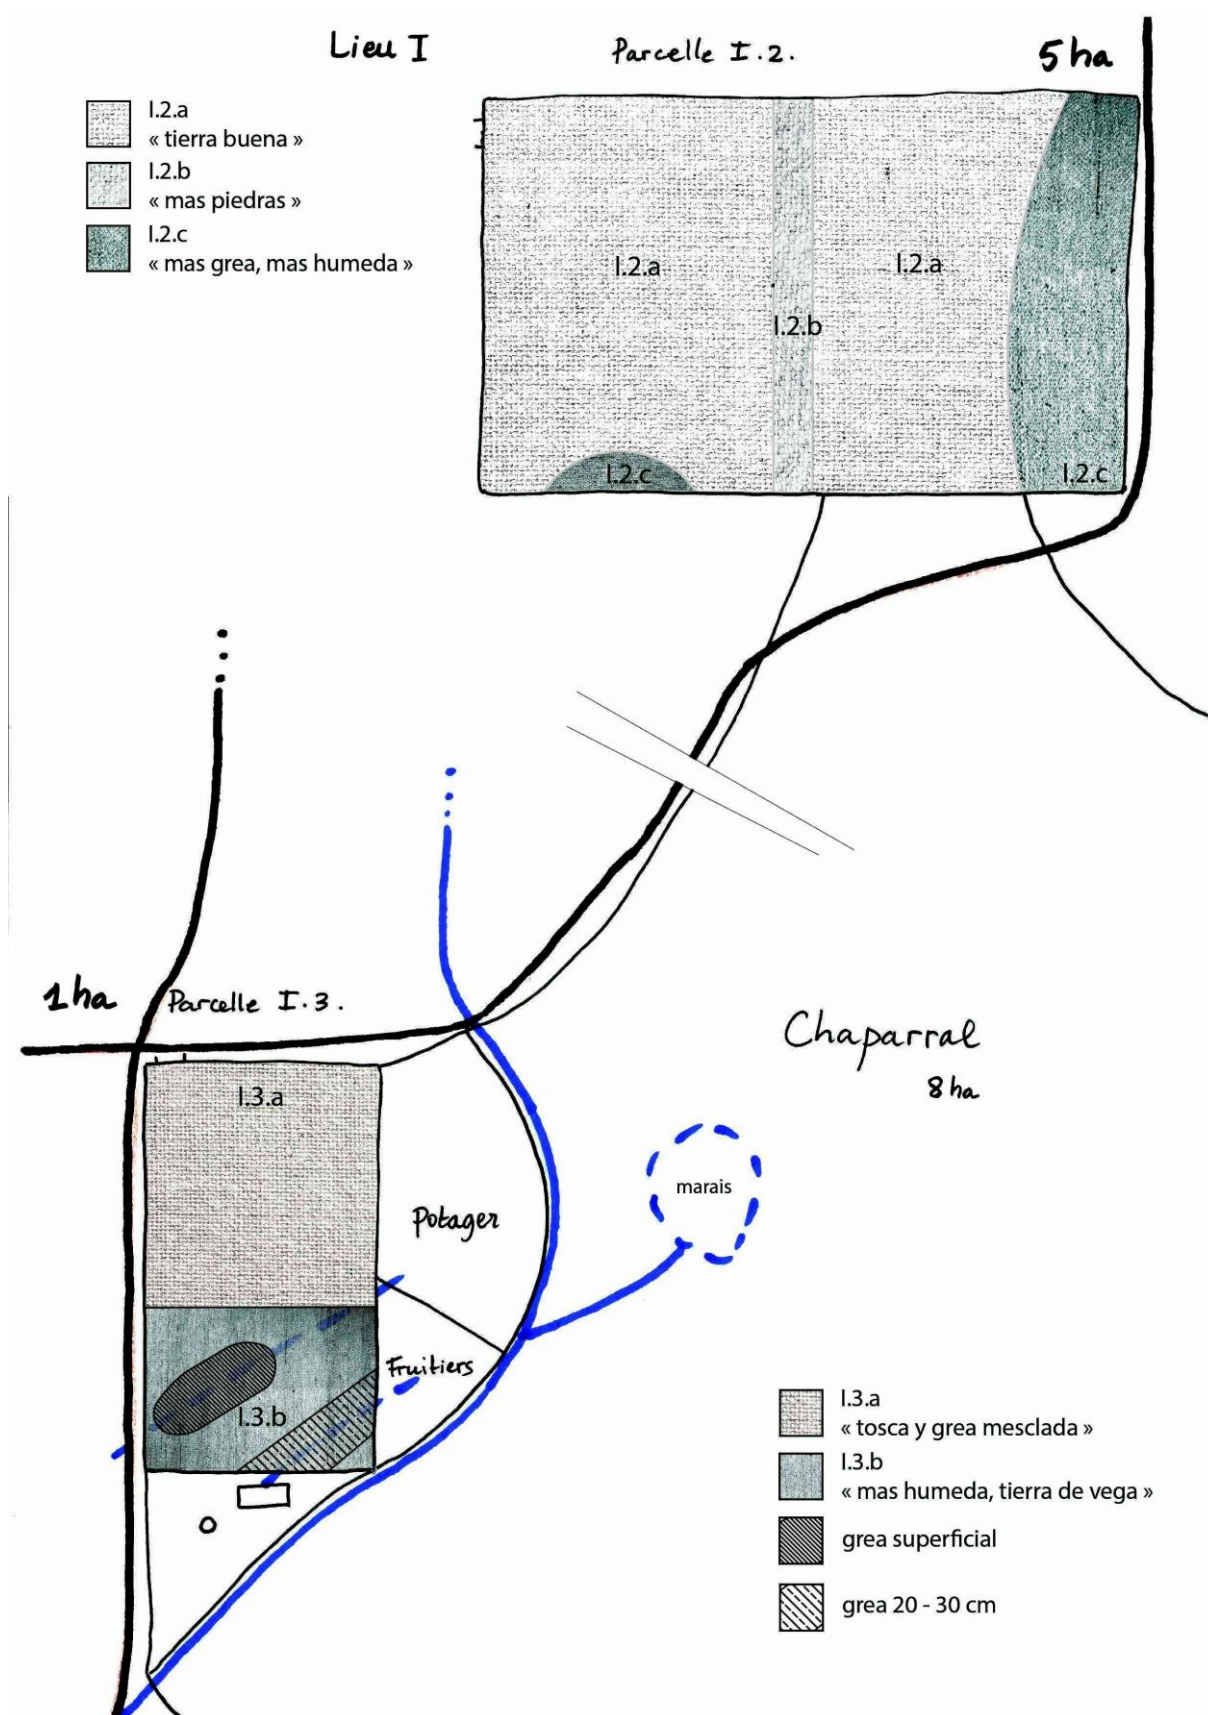 Lieu I
Parcelle I.2.
5 ha
I.2.a
« tierra buena »
I.2.b
« mas piedras »
I.2.c
« mas grea, mas humeda »
I.2.a
I.2.a
I.2.b
I.2.c
I.2.c
1 ha
Parcelle I.3.
Chaparral
8 ha
I.3.a
marais
Potager
Fruitiers
I.3.b
I.3.a
« tosca y grea mesclada »
I.3.b
« mas humeda, tierra de vega »
grea superficial
grea 20 - 30 cm